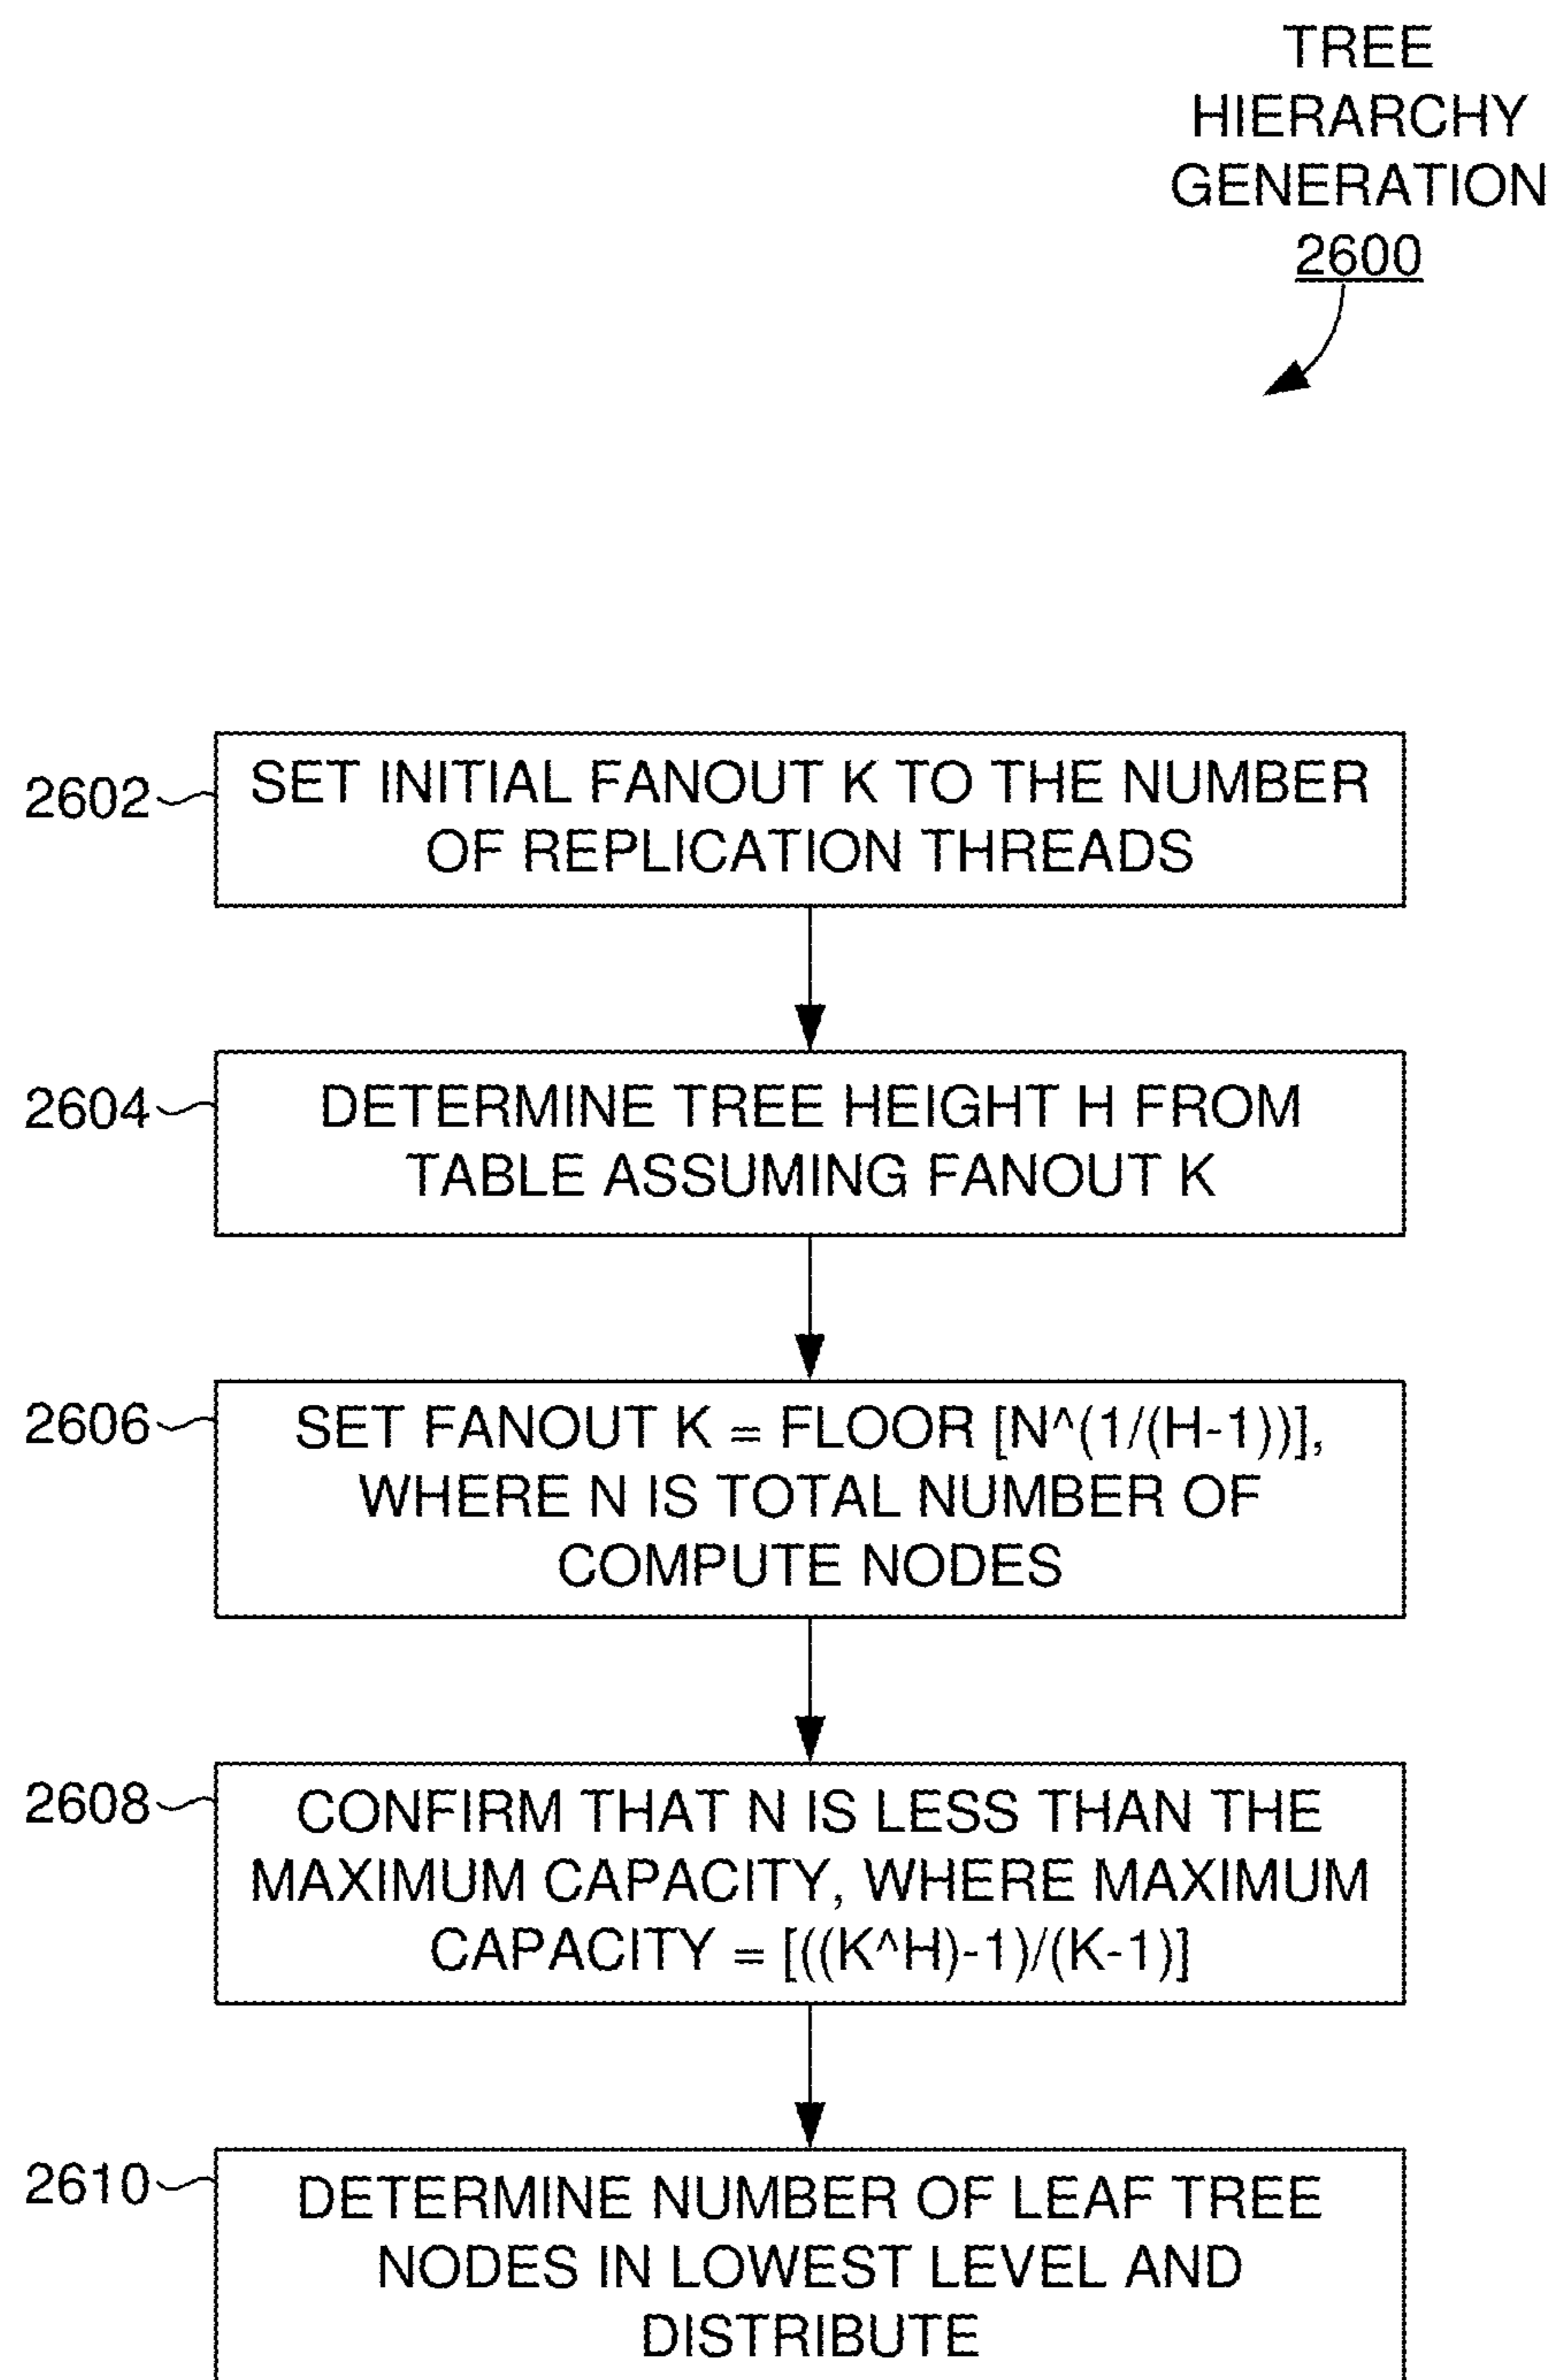 TREE
HIERARCHY
GENERATION
2600
2602
SET INITIAL FANOUT K TO THE NUMBER
OF REPLICATION THREADS
2604
DETERMINE TREE HEIGHT H FROM
TABLE ASSUMING FANOUT K
2606
SET FANOUT K = FLOOR [N^(1/(H-1))],
WHERE N IS TOTAL NUMBER OF
COMPUTE NODES
2608
CONFIRM THAT N IS LESS THAN THE
MAXIMUM CAPACITY, WHERE MAXIMUM
CAPACITY = [((K^H)-1)/(K-1)]
2610
DETERMINE NUMBER OF LEAF TREE
NODES IN LOWEST LEVEL AND
DISTRIBUTE